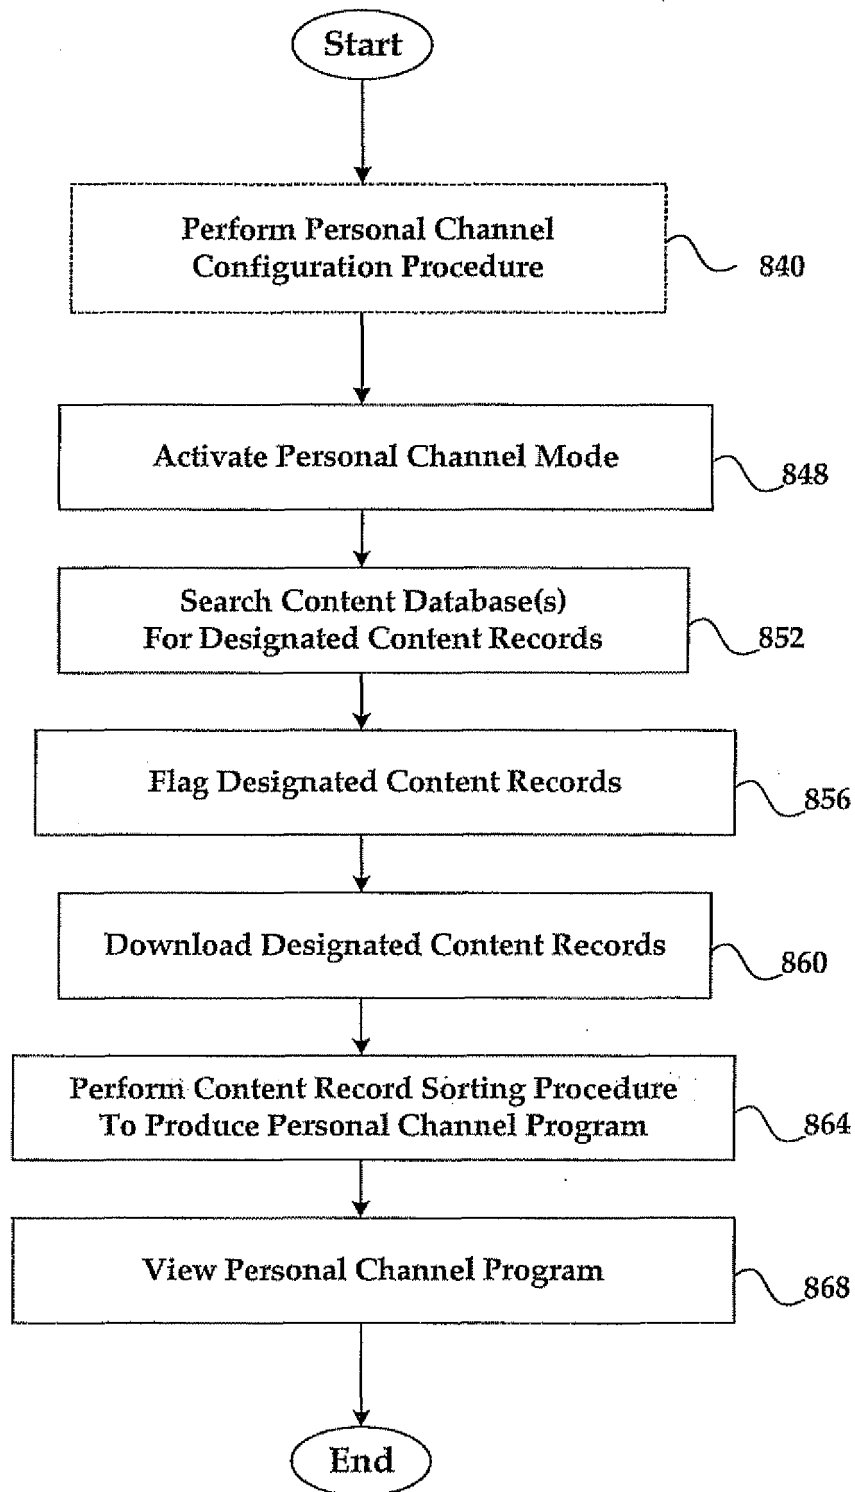 Start
Perform Personal Channel
Configuration Procedure
840
Activate Personal Channel Mode
848
Search Content Database(s)
For Designated Content Records
852
Flag Designated Content Records
856
Download Designated Content Records
860
Perform Content Record Sorting Procedure
To Produce Personal Channel Program
864
View Personal Channel Program
868
End